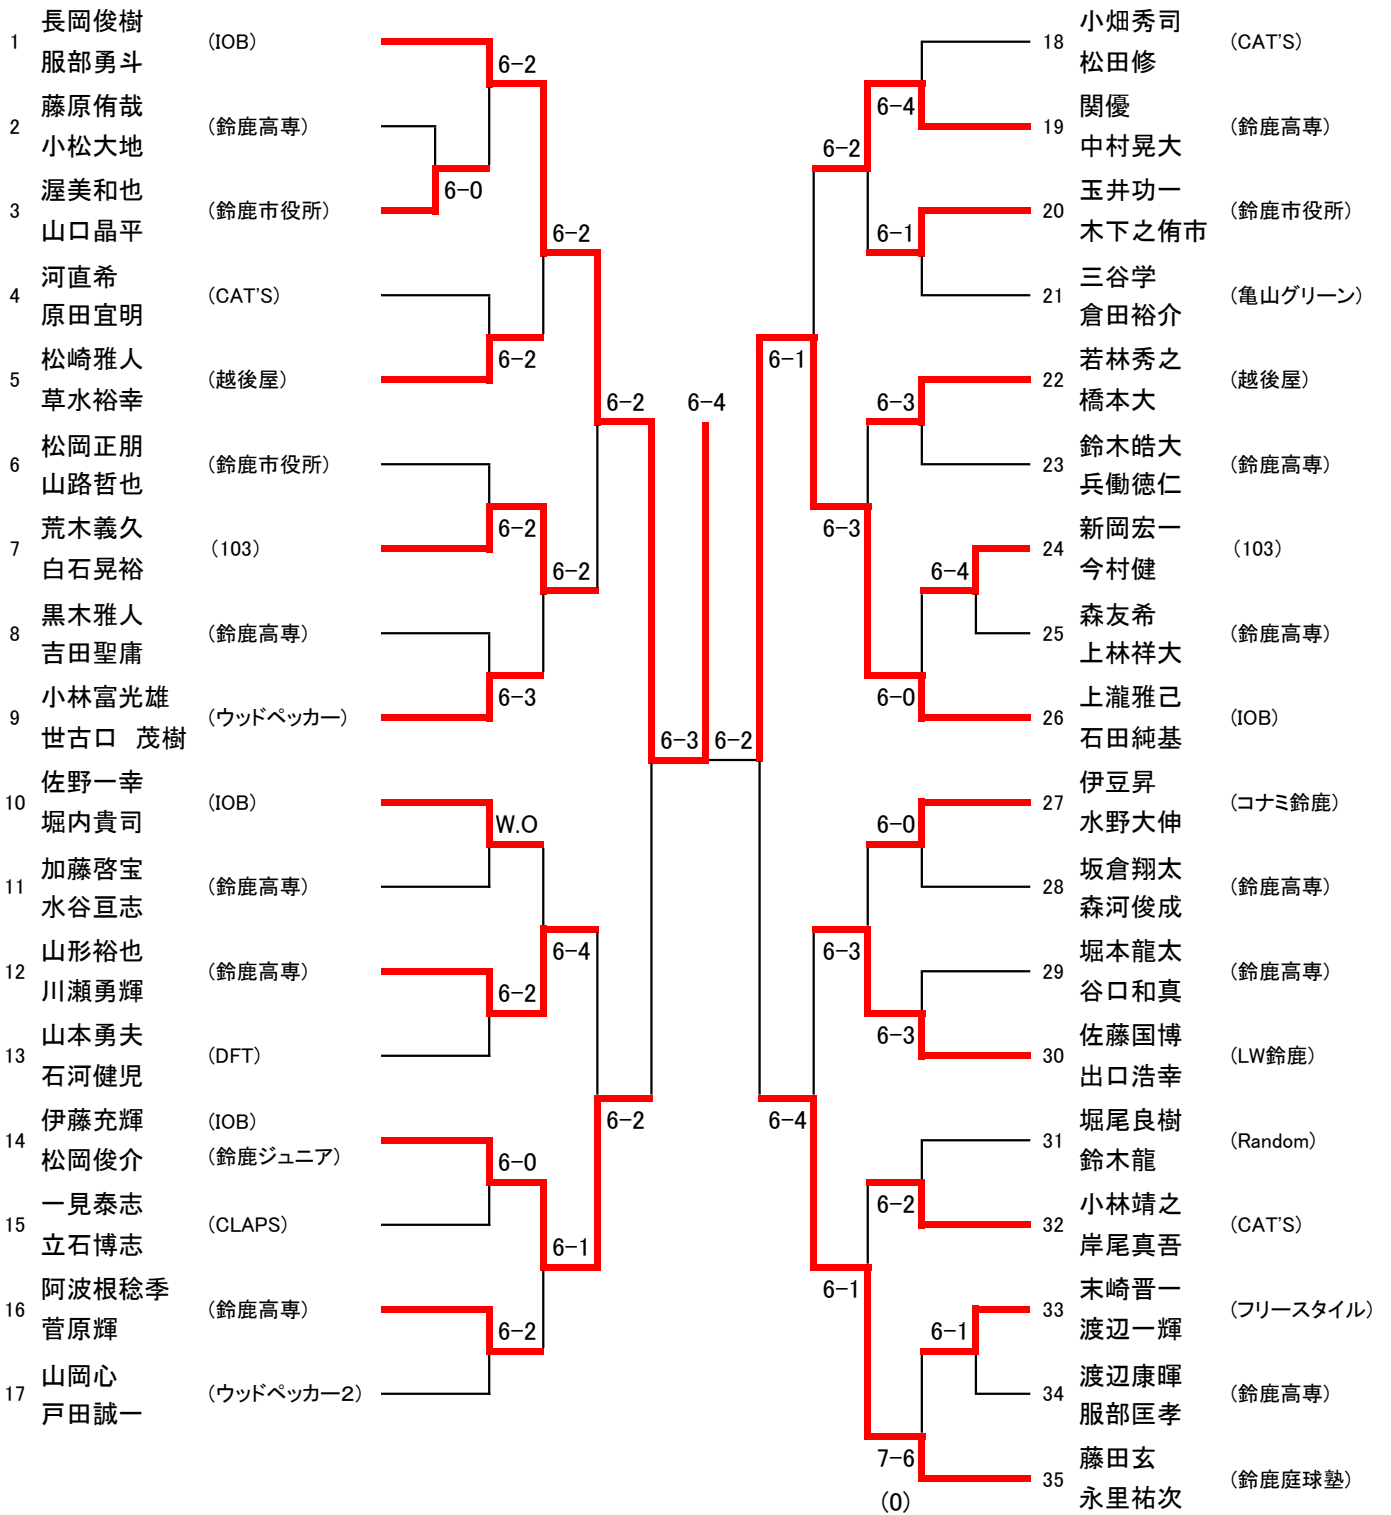 長岡俊樹
1 (IOB)
服部勇斗
藤原侑哉
2 (鈴鹿高専)
小松大地
渥美和也
3 (鈴鹿市役所)
山口晶平
河直希
4 (CAT'S)
原田宜明
松崎雅人
5 (越後屋)
草水裕幸
松岡正朋
6 (鈴鹿市役所)
山路哲也
荒木義久
7 (103)
白石晃裕
黒木雅人
8 (鈴鹿高専)
吉田聖庸
小林富光雄
9 (ウッドペッカー)
世古口 茂樹
佐野一幸
10 (IOB)
堀内貴司
加藤啓宝
11 (鈴鹿高専)
水谷亘志
山形裕也
12 (鈴鹿高専)
川瀬勇輝
山本勇夫
13 (DFT)
石河健児
伊藤充輝 (IOB)
14
松岡俊介 (鈴鹿ジュニア)
一見泰志
15 (CLAPS)
立石博志
阿波根稔季
16 (鈴鹿高専)
菅原輝
山岡心
17 (ウッドペッカー2)
戸田誠一
6-2
6-0
6-2
6-2
6-2
6-2
6-2
6-3
W.O
6-4
6-2
6-2
6-0
6-1
6-2
6-3
6-4
6-2
6-4
6-2
6-1
6-1
6-3
6-3
6-4
6-0
6-0
6-3
6-3
6-4
6-2
6-1
6-1
7-6
(0)
小畑秀司
18 (CAT'S)
松田修
関優
19 (鈴鹿高専)
中村晃大
玉井功一
20 (鈴鹿市役所)
木下之侑市
三谷学
21 (亀山グリーン)
倉田裕介
若林秀之
22 (越後屋)
橋本大
鈴木皓大
23 (鈴鹿高専)
兵働徳仁
新岡宏一
24 (103)
今村健
森友希
25 (鈴鹿高専)
上林祥大
上瀧雅己
26 (IOB)
石田純基
伊豆昇
27 (コナミ鈴鹿)
水野大伸
坂倉翔太
28 (鈴鹿高専)
森河俊成
堀本龍太
29 (鈴鹿高専)
谷口和真
佐藤国博
30 (LW鈴鹿)
出口浩幸
堀尾良樹
31 (Random)
鈴木龍
小林靖之
32 (CAT'S)
岸尾真吾
末崎晋一
33 (フリースタイル)
渡辺一輝
渡辺康暉
34 (鈴鹿高専)
服部匡孝
藤田玄
35 (鈴鹿庭球塾)
永里祐次